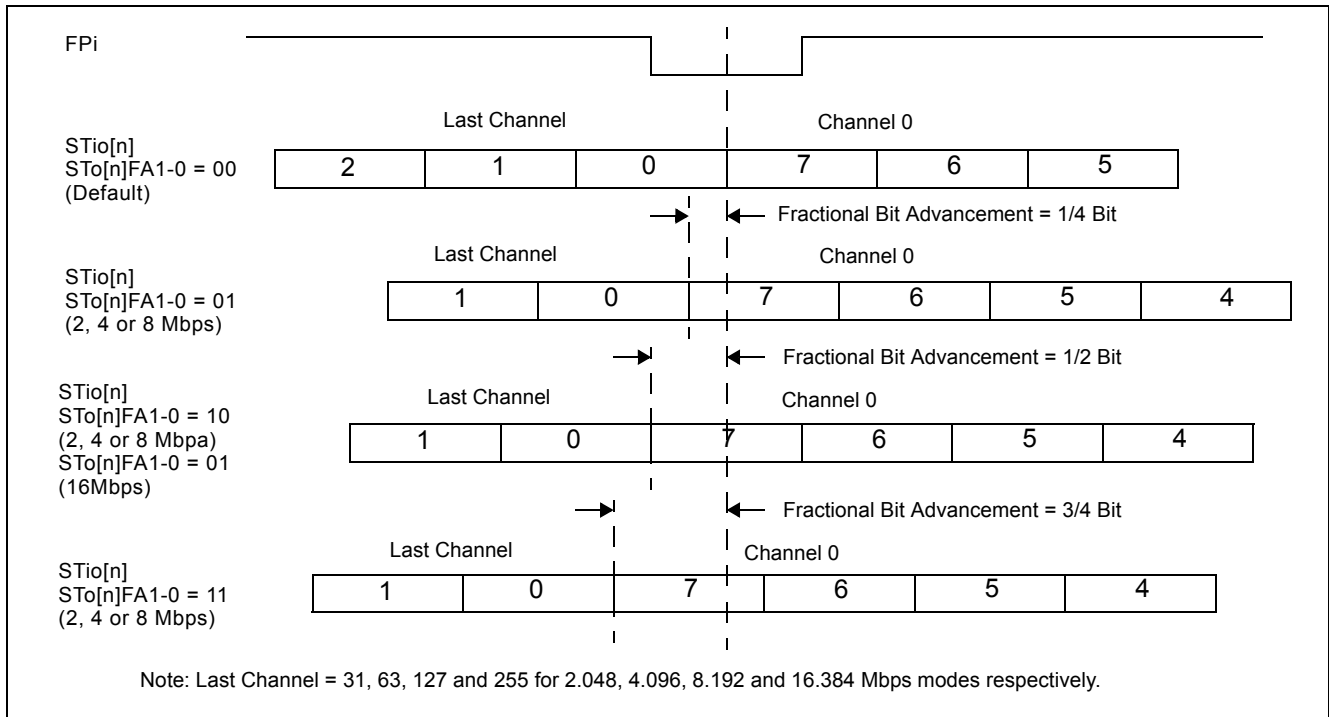 FPi
Last Channel Channel 0
STio[n]
STo[n]FA1-0 = 00
(Default)
2 1 0 7 6 5
Fractional Bit Advancement = 1/4 Bit
Last Channel Channel 0
STio[n]
STo[n]FA1-0 = 01
(2, 4 or 8 Mbps)
1 0 7 6 5 4
Fractional Bit Advancement = 1/2 Bit
Last Channel Channel 0
STio[n]
STo[n]FA1-0 = 10
(2, 4 or 8 Mbpa)
STo[n]FA1-0 = 01
(16Mbps)
1 0 7 6 5 4
Fractional Bit Advancement = 3/4 Bit
Last Channel Channel 0
STio[n]
STo[n]FA1-0 = 11
(2, 4 or 8 Mbps)
1 0 7 6 5 4
Note: Last Channel = 31, 63, 127 and 255 for 2.048, 4.096, 8.192 and 16.384 Mbps modes respectively.